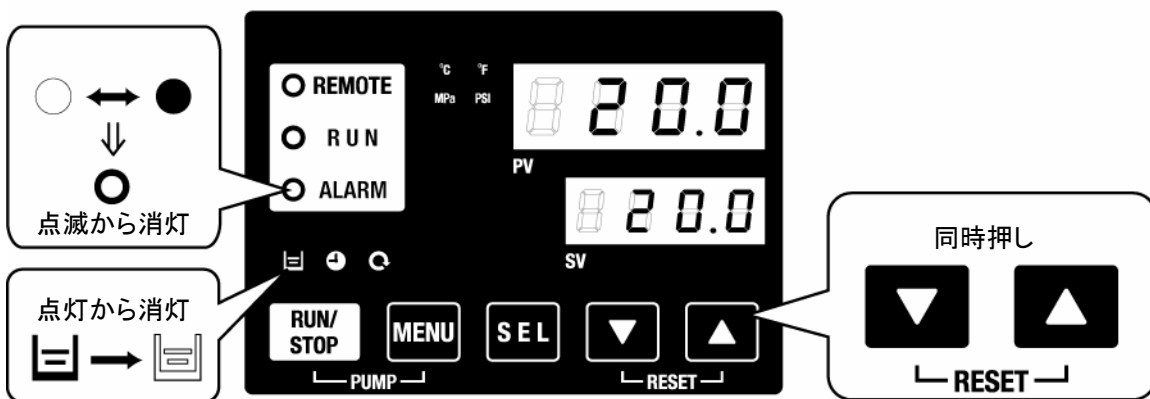 点滅から消灯
点灯から消灯
REMOTE
RUN
ALARM
°C °F
MPa PSI
20.0
PV
20.0
SV
RUN/
STOP
MENU
SEL
PUMP
RESET
同時押し
RESET